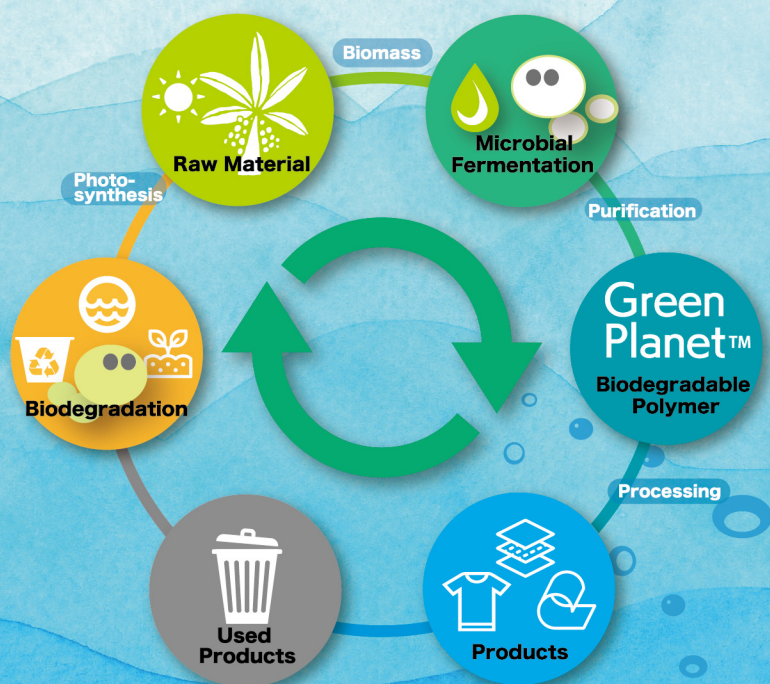 Biomass
Raw Material
Microbial
Fermentation
Photo-
synthesis
Purification
Green
Planet™
Biodegradable
Polymer
Biodegradation
Processing
Used
Products
Products